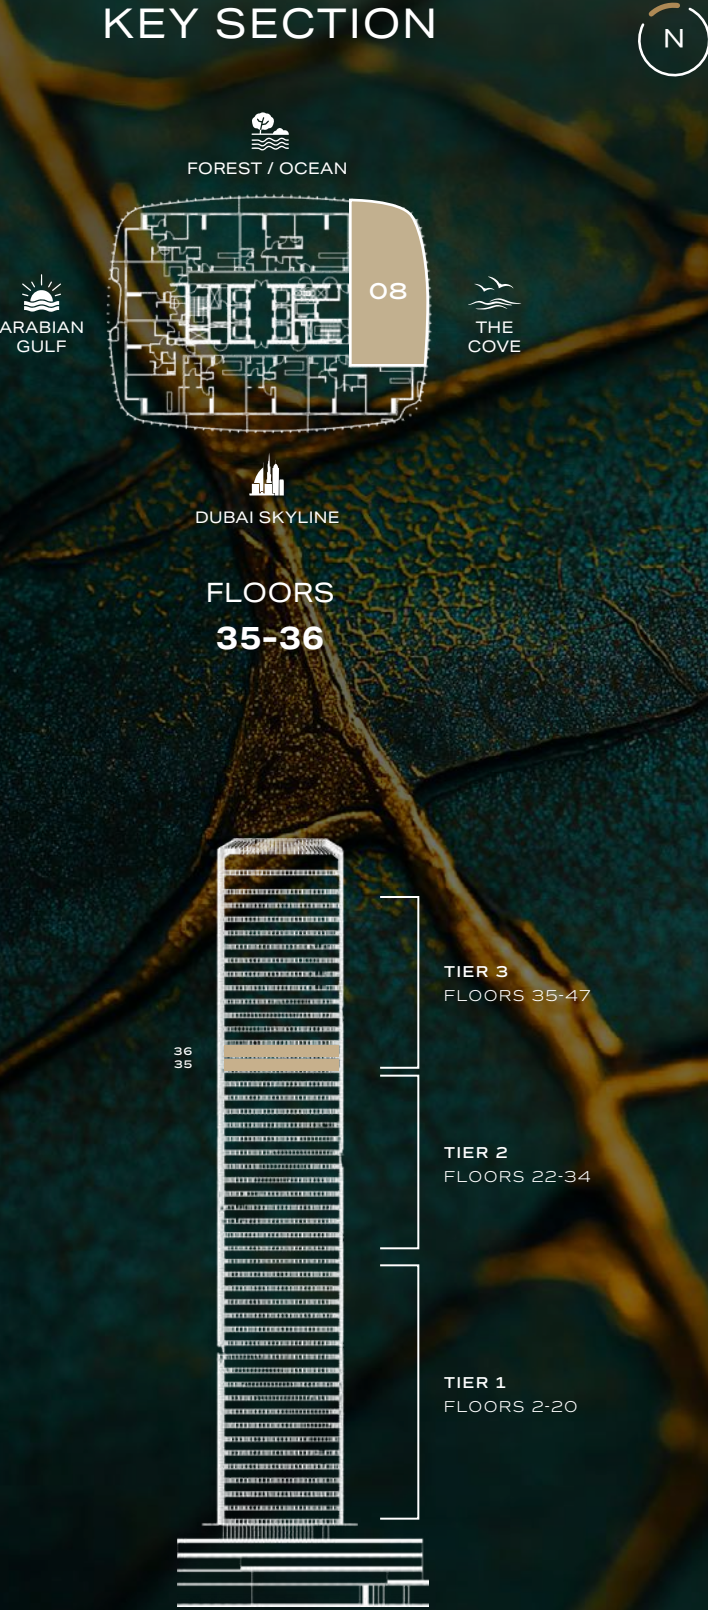 KEY SECTION
N
FOREST / OCEAN
08
ARABIAN
GULF
THE
COVE
DUBAI SKYLINE
FLOORS
35-36
TIER 3
FLOORS 35-47
36
35
TIER 2
FLOORS 22-34
TIER 1
FLOORS 2-20